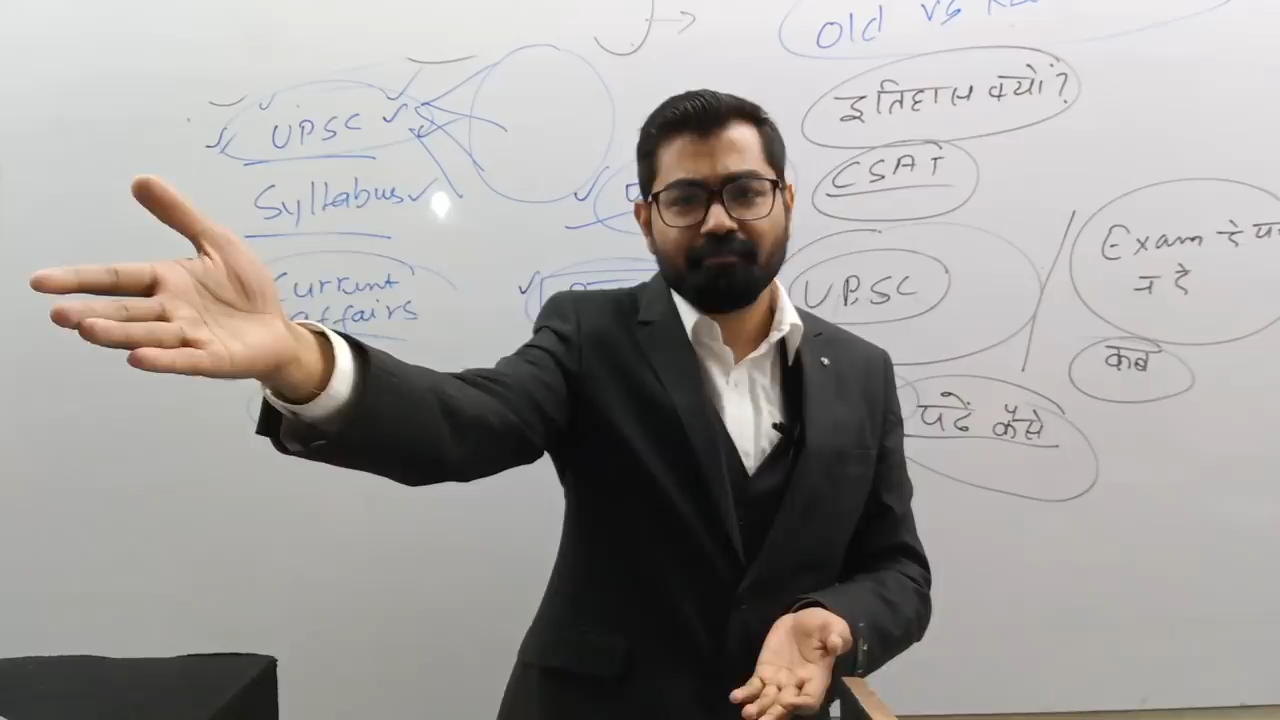 Old vs
UPSC
Syllabus
Current
affairs
इतिहास क्यों?
CSAT
UPSC
Exam दे या
न दे
कब
पढें कैसे